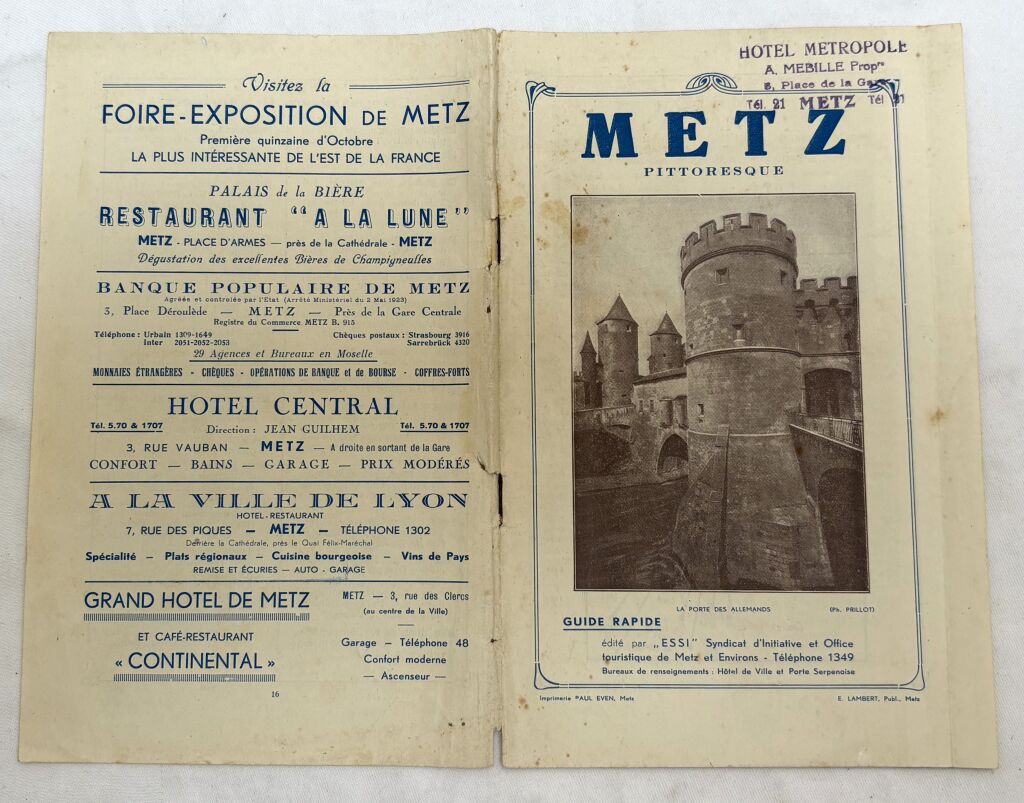 Visitez la
FOIRE-EXPOSITION DE METZ
Première quinzaine d'Octobre
LA PLUS INTÉRESSANTE DE L'EST DE LA FRANCE
PALAIS de la BIÈRE
RESTAURANT "A LA LUNE"
METZ - PLACE D'ARMES — près de la Cathédrale - METZ
Dégustation des excellentes Bières de Champigneulles
BANQUE POPULAIRE DE METZ
Agréée et controlée par l'Etat (Arrêté Ministériel du 2 Mai 1923)
3, Place Déroulède — METZ — Près de la Gare Centrale
Registre du Commerce METZ B. 915
Téléphone : Urbain 1309-1649 Chèques postaux : Strasbourg 3916
Inter 2051-2052-2053 Sarrebrück 4320
29 Agences et Bureaux en Moselle
MONNAIES ÉTRANGÈRES - CHÈQUES - OPÉRATIONS DE BANQUE et de BOURSE - COFFRES-FORTS
HOTEL CENTRAL
Tél. 5.70 & 1707 Direction : JEAN GUILHEM Tél. 5.70 & 1707
3, RUE VAUBAN — METZ — A droite en sortant de la Gare
CONFORT — BAINS — GARAGE — PRIX MODÉRÉS
A LA VILLE DE LYON
HOTEL-RESTAURANT
7, RUE DES PIQUES — METZ — TÉLÉPHONE 1302
Derrière la Cathédrale, près le Quai Félix-Maréchal
Spécialité — Plats régionaux — Cuisine bourgeoise — Vins de Pays
REMISE ET ÉCURIES — AUTO - GARAGE
GRAND HOTEL DE METZ
METZ — 3, rue des Clercs
(au centre de la Ville)
ET CAFÉ-RESTAURANT
« CONTINENTAL »
Garage — Téléphone 48
Confort moderne
— Ascenseur —
16
HOTEL METROPOLE
A. MEBILLE Propre
Place de la
Tél. 21 METZ Tél
METZ
PITTORESQUE
LA PORTE DES ALLEMANDS (Ph. PRILLOT)
GUIDE RAPIDE
édité par „ESSI" Syndicat d'Initiative et Office
touristique de Metz et Environs - Téléphone 1349
Bureaux de renseignements : Hôtel de Ville et Porte Serpenoise
Imprimerie PAUL EVEN, Metz E. LAMBERT, Publ., Metz